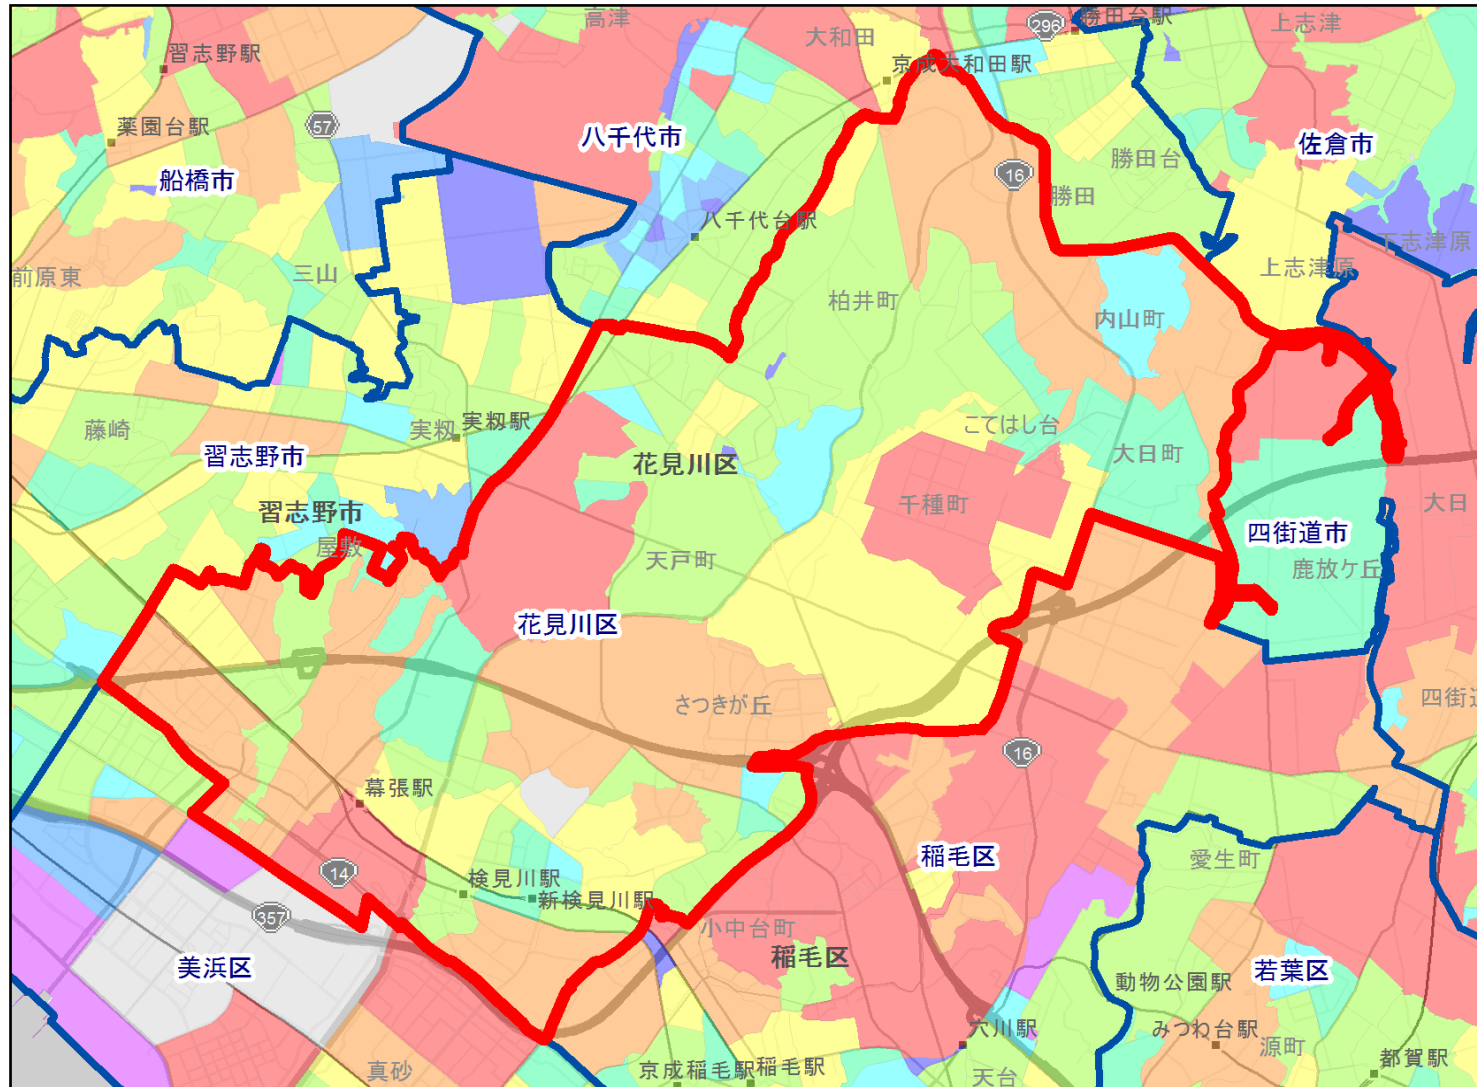 高津
大和田
296
勝田台駅
上志津
習志野駅
京成大和田駅
57
薬園台駅
八千代市
佐倉市
勝田台
船橋市
16
勝田
八千代台駅
下志津原
前原東
三山
上志津原
柏井町
内山町
藤崎
実籾
実籾駅
こてはし台
習志野市
花見川区
大日町
習志野市
千種町
大日
屋敷
四街道市
天戸町
鹿放ケ丘
花見川区
さつきが丘
四街道
16
幕張駅
14
検見川駅
新検見川駅
稲毛区
愛生町
357
小中台町
美浜区
稲毛区
若葉区
動物公園駅
穴川駅
みつわ台駅
源町
真砂
京成稲毛駅
稲毛駅
天台
都賀駅